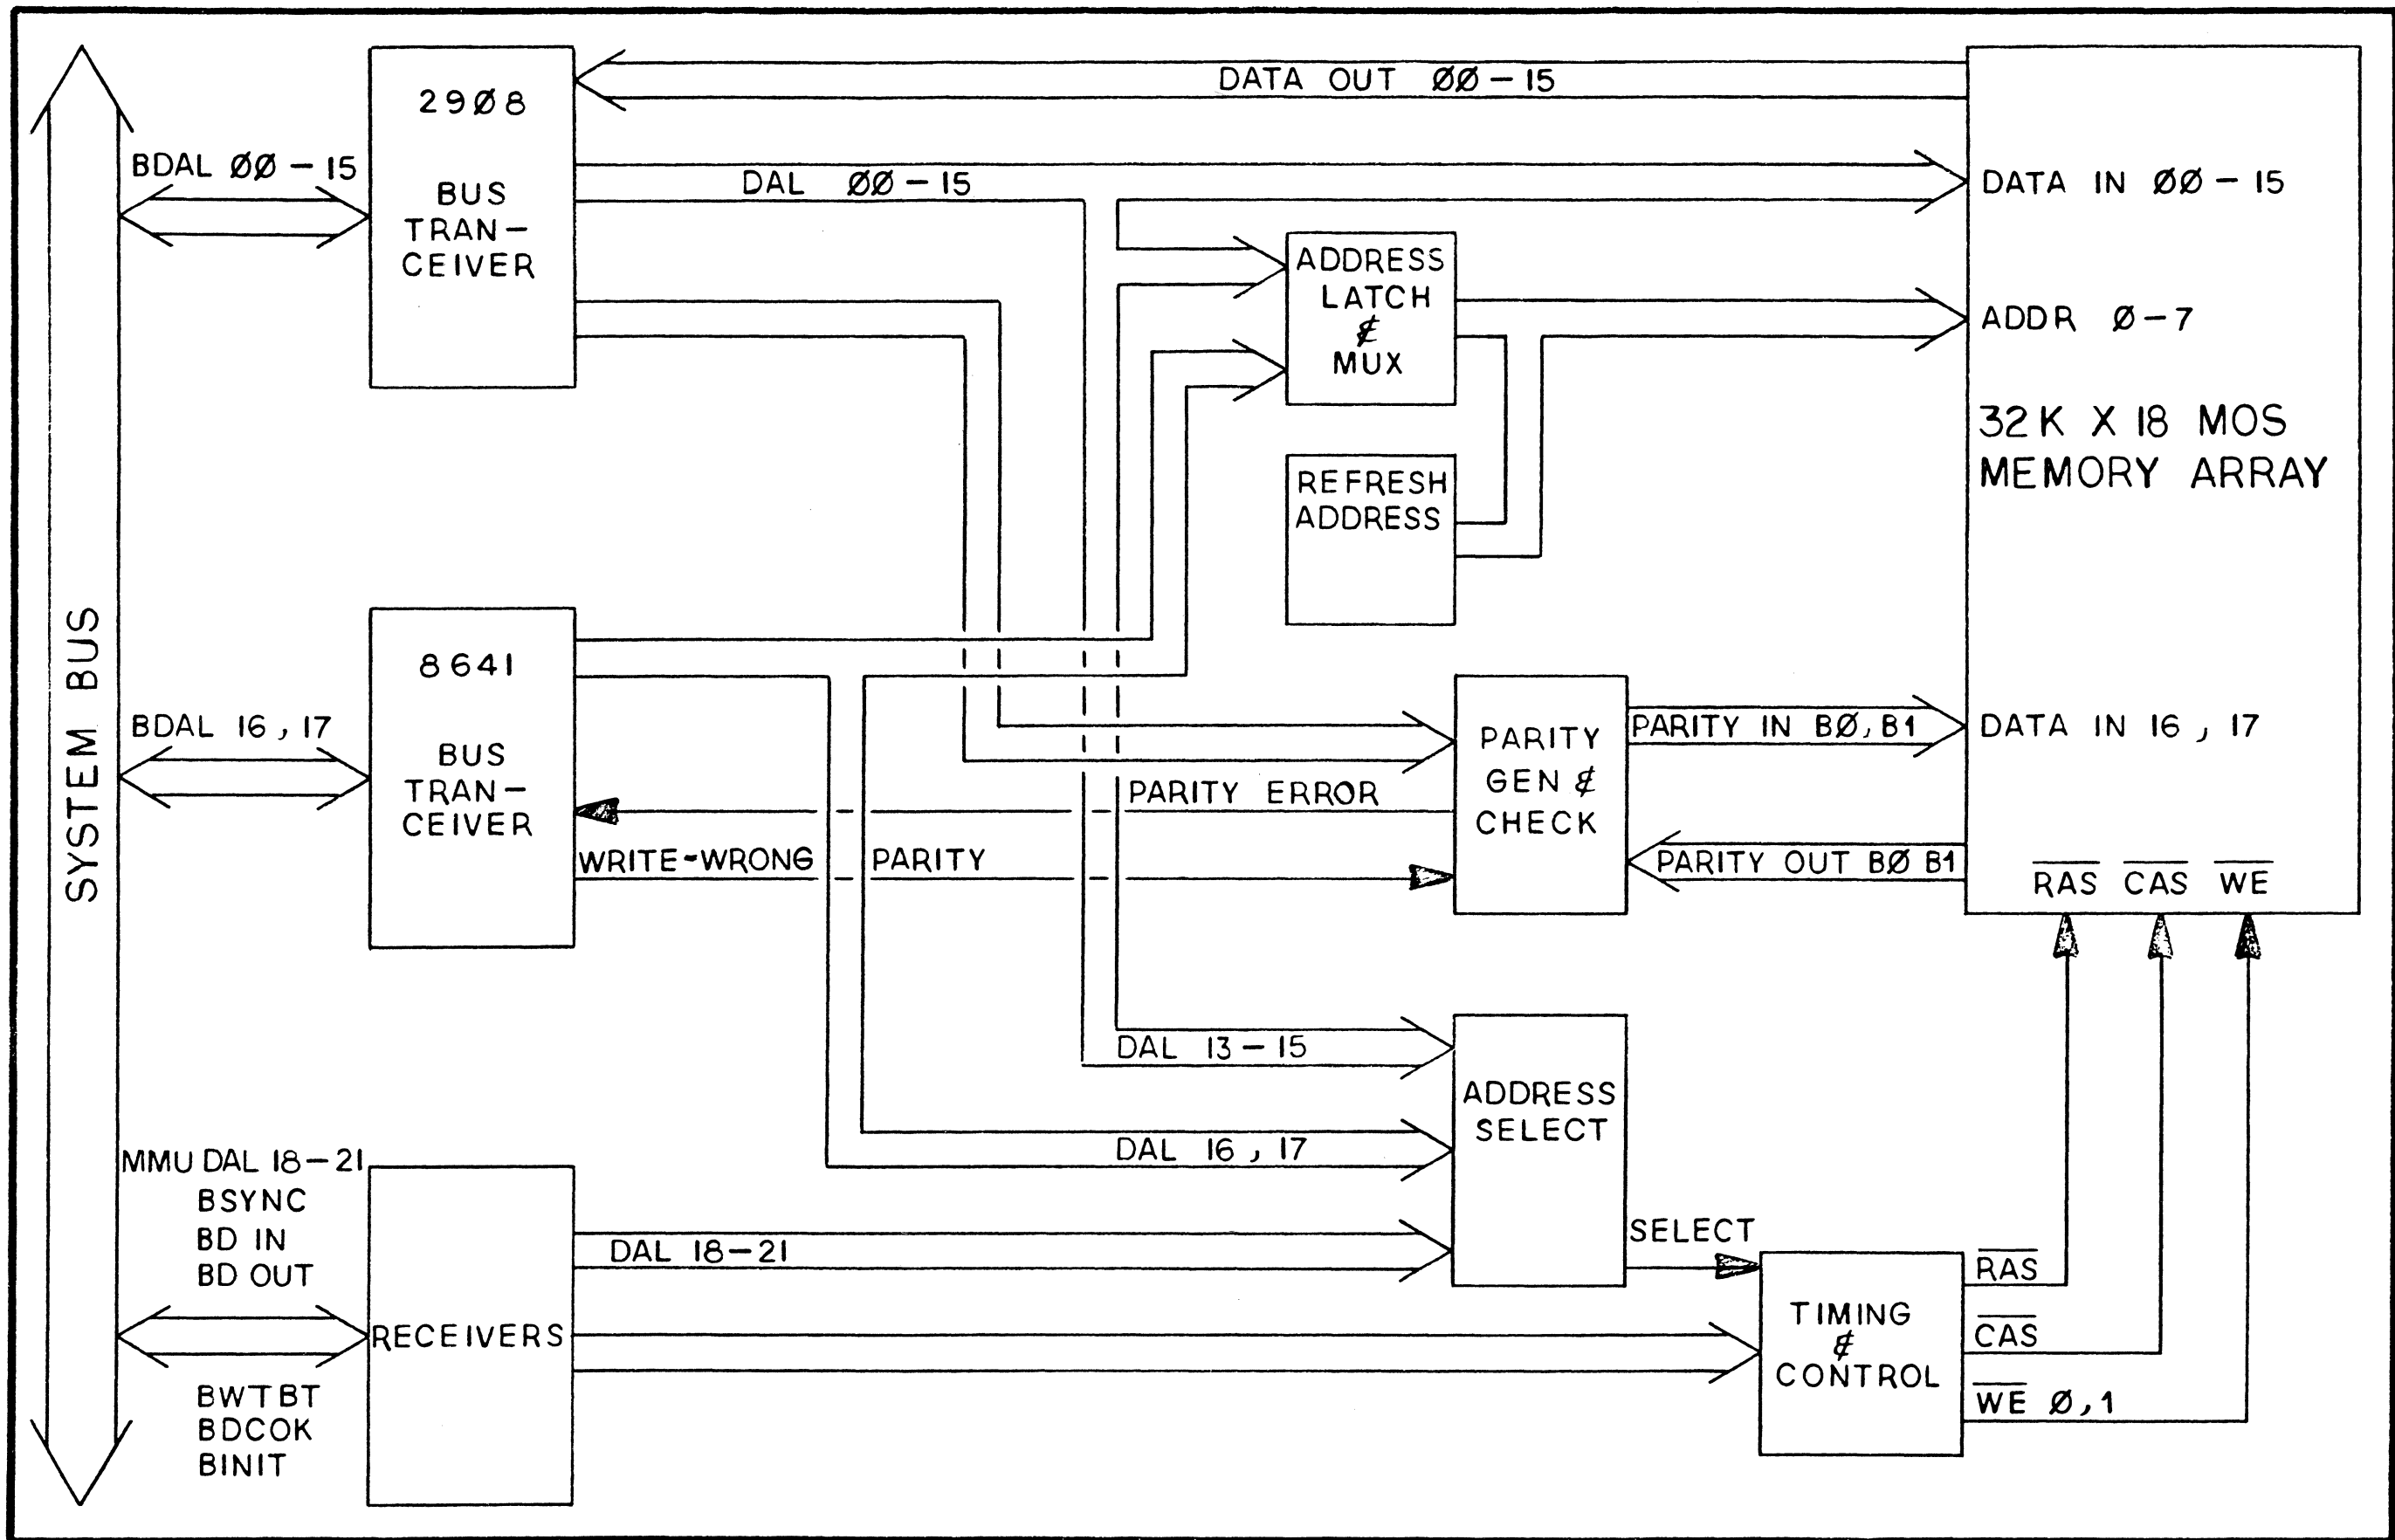 SYSTEM BUS
BDAL ØØ-15
29Ø8
BUS
TRAN-
CEIVER
DATA OUT ØØ-15
DAL ØØ-15
DATA IN ØØ-15
ADDRESS
LATCH
&
MUX
ADDR Ø-7
32K X 18 MOS
MEMORY ARRAY
REFRESH
ADDRESS
BDAL 16, 17
8641
BUS
TRAN-
CEIVER
PARITY
GEN &
CHECK
PARITY IN BØ, B1
DATA IN 16, 17
PARITY ERROR
WRITE-WRONG PARITY
PARITY OUT BØ B1
RAS CAS WE
MMU DAL 18-21
BSYNC
BD IN
BD OUT
RECEIVERS
BWTBT
BDCOK
BINIT
DAL 13-15
ADDRESS
SELECT
DAL 16, 17
DAL 18-21
SELECT
TIMING
&
CONTROL
RAS
CAS
WE Ø, 1